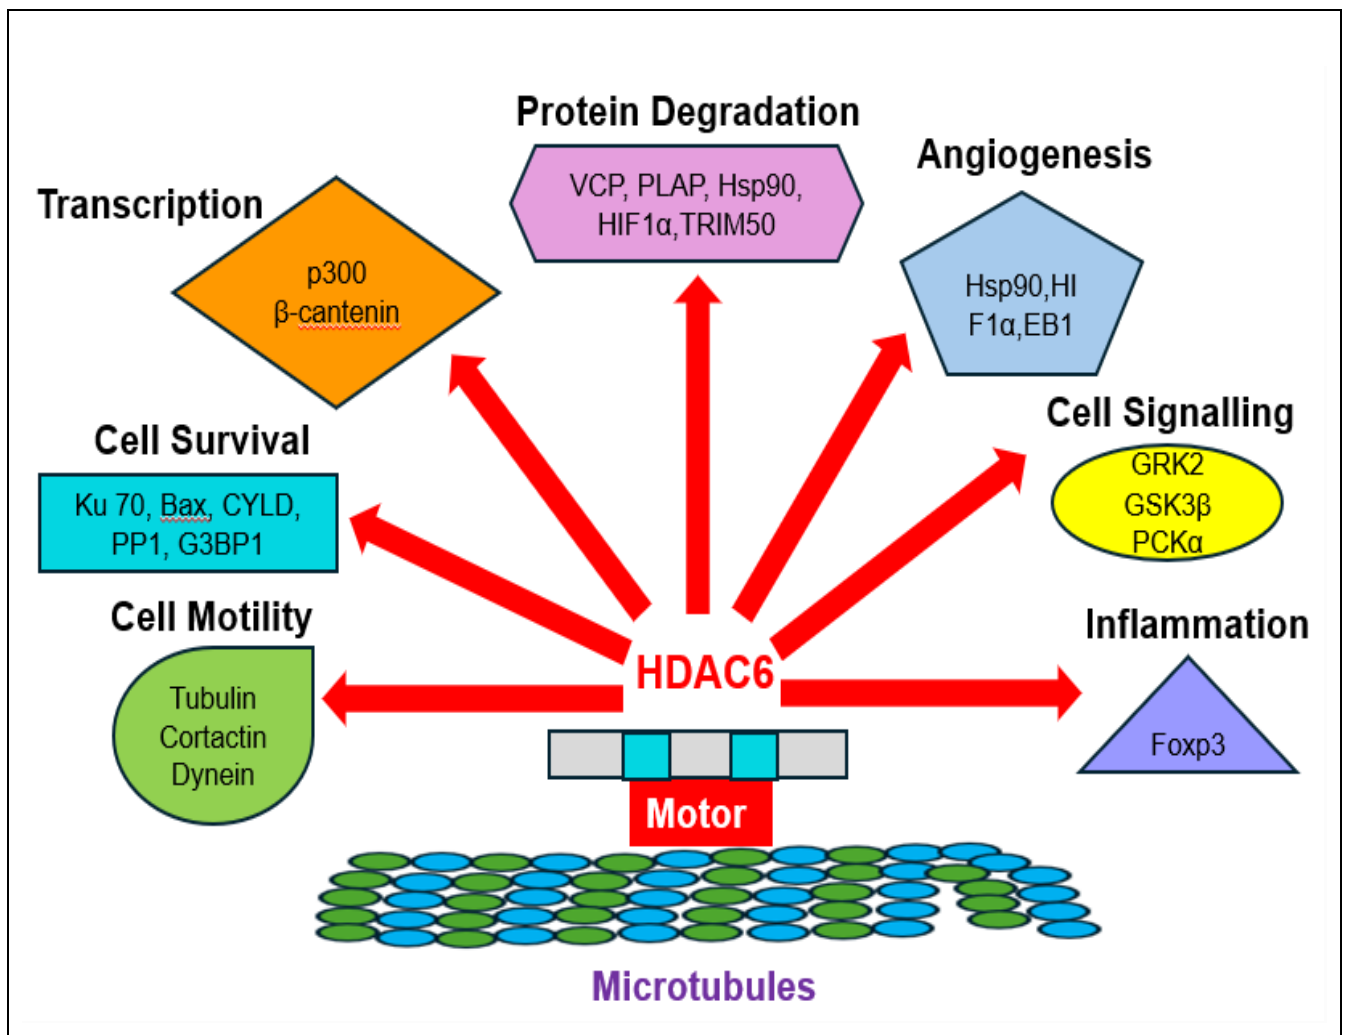 Protein Degradation
VCP, PLAP, Hsp90,
HIF1α,TRIM50
Angiogenesis
Hsp90,HI
F1α,EB1
Transcription
p300
β-cantenin
Cell Signalling
GRK2
GSK3β
PCKα
Cell Survival
Ku 70, Bax, CYLD,
PP1, G3BP1
Cell Motility
Tubulin
Cortactin
Dynein
Inflammation
Foxp3
HDAC6
Motor
Microtubules